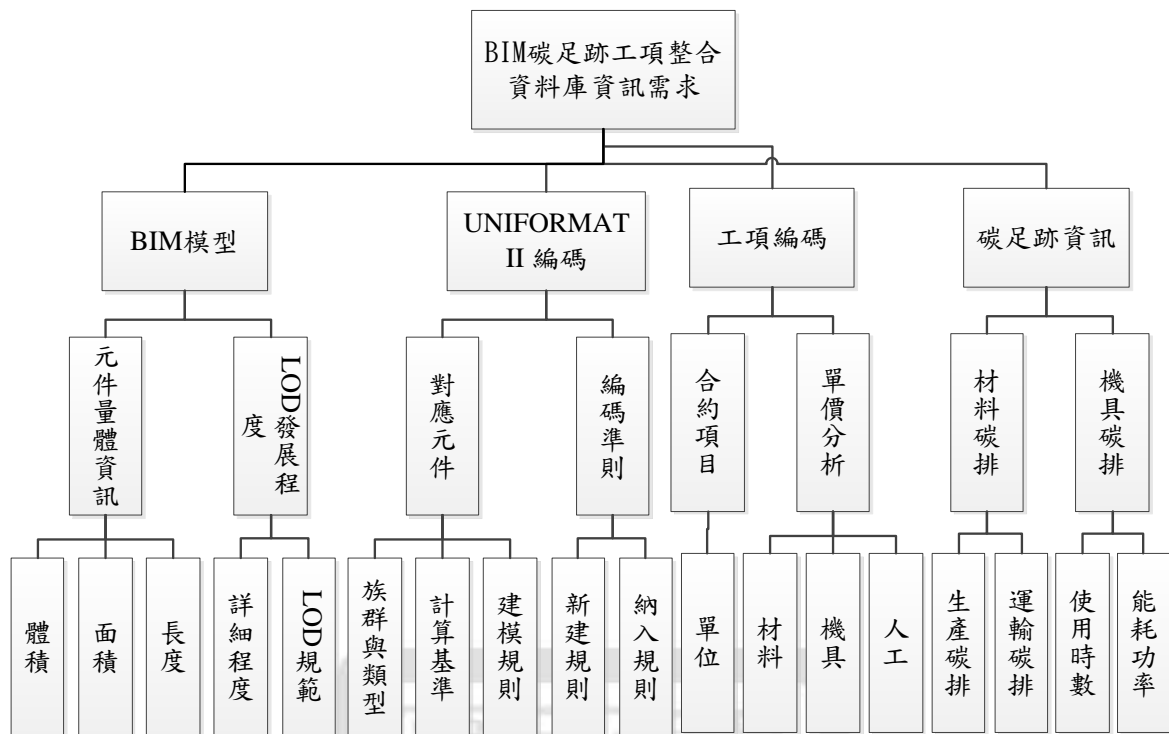 BIM碳足跡工項整合
資料庫資訊需求
BIM模型
UNIFORMAT
II 編碼
工項編碼
碳足跡資訊
元件量體資訊
LOD發展程
度
對應元件
編碼準則
合約項目
單價分析
材料碳排
機具碳排
體積
面積
長度
詳細程度
LOD規範
族群與類型
計算基準
建模規則
新建規則
納入規則
單位
材料
機具
人工
生產碳排
運輸碳排
使用時數
能耗功率